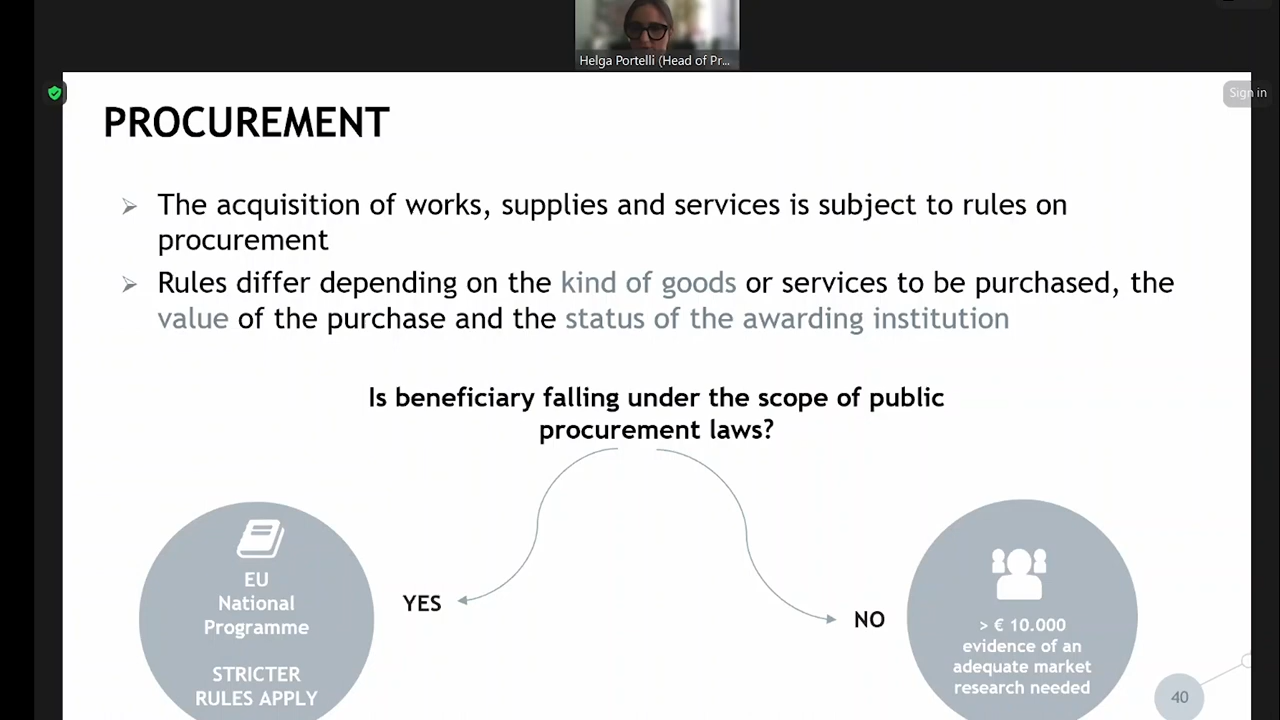 Helga Portelli (Head of Pr...
Sign in
PROCUREMENT
The acquisition of works, supplies and services is subject to rules on
procurement
Rules differ depending on the kind of goods or services to be purchased, the
value of the purchase and the status of the awarding institution
Is beneficiary falling under the scope of public
procurement laws?
EU
National
Programme
STRICTER
RULES APPLY
YES
NO
> € 10.000
evidence of an
adequate market
research needed
40